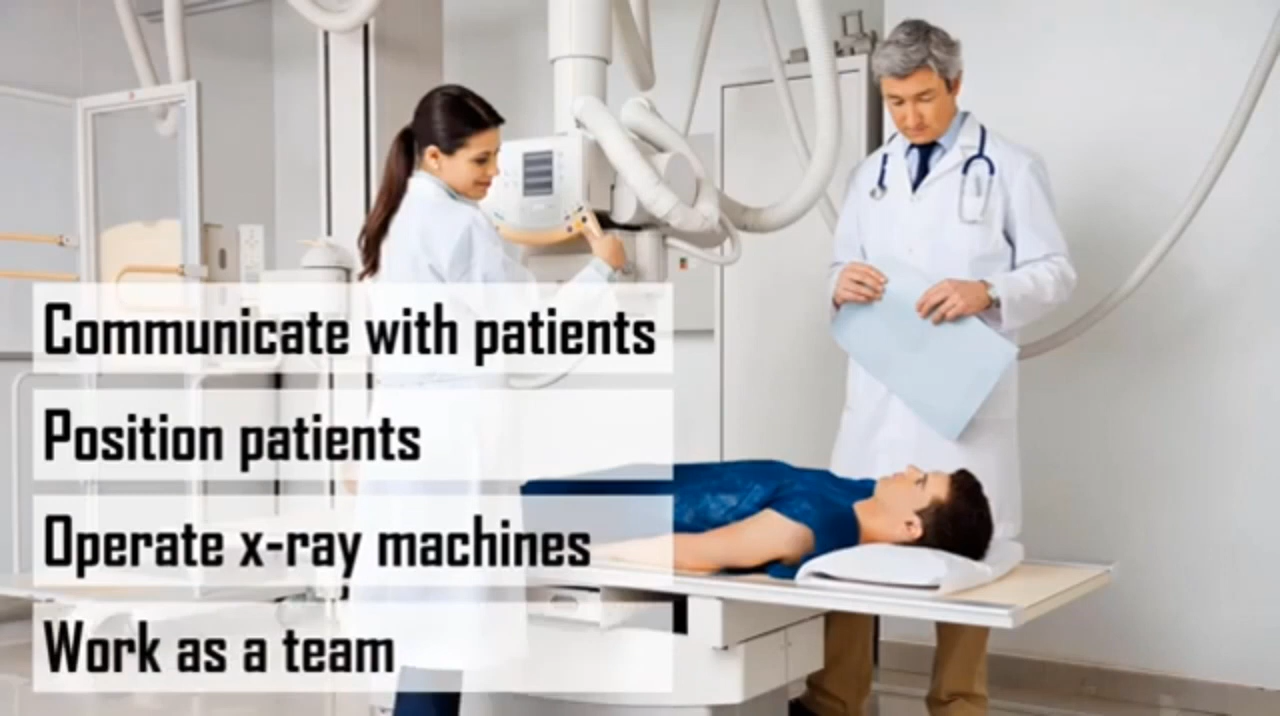 Communicate with patients
Position patients
Operate x-ray machines
Work as a team